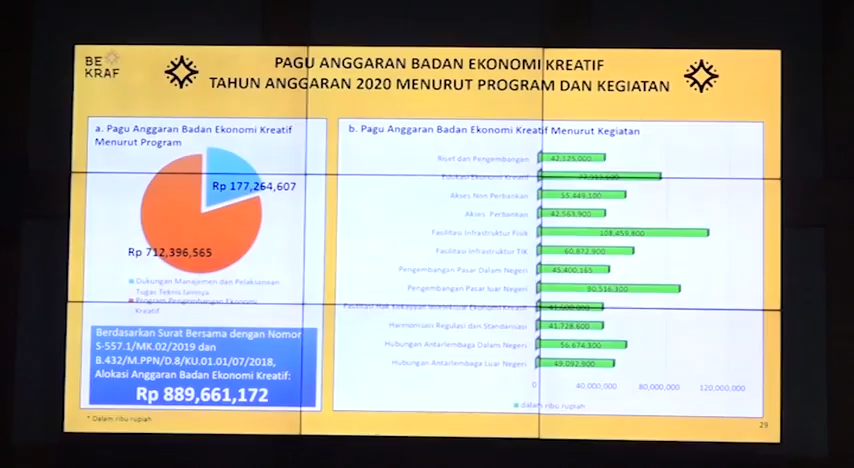 BE
KRAF
PAGU ANGGARAN BADAN EKONOMI KREATIF
TAHUN ANGGARAN 2020 MENURUT PROGRAM DAN KEGIATAN
a. Pagu Anggaran Badan Ekonomi Kreatif
Menurut Program
Rp 177,264,607
Rp 712,396,565
Dukungan Manajemen dan Pelaksanaan
Tugas Teknis lainnya
Program Pengembangan Ekonomi
Kreatif
Berdasarkan Surat Bersama dengan Nomor
S-557.1/MK.02/2019 dan
B.432/M.PPN/D.8/KU.01.01/07/2018,
Alokasi Anggaran Badan Ekonomi Kreatif:
Rp 889,661,172
* Dalam ribu rupiah
b. Pagu Anggaran Badan Ekonomi Kreatif Menurut Kegiatan
Riset dan Pengembangan 42,125,000
Edukasi Ekonomi Kreatif
Akses Non Perbankan 55,449,100
Akses Perbankan 42,563,900
Fasilitasi Infrastruktur Fisik 108,459,800
Fasilitasi Infrastruktur TIK 60,872,900
Pengembangan Pasar Dalam Negeri 45,400,165
Pengembangan Pasar luar Negeri 90,516,300
Fasilitasi Hak Kekayaan Intelektual Ekonomi Kreatif
Harmonisasi Regulasi dan Standarisasi 41,728,600
Hubungan Antarlembaga Dalam Negeri 56,674,300
Hubungan Antarlembaga Luar Negeri 49,092,900
0 40,000,000 80,000,000 120,000,000
dalam ribu rupiah
29